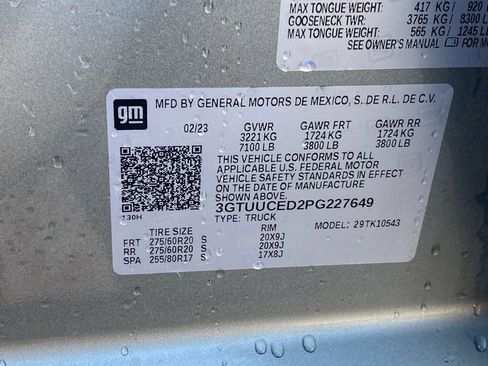 MAX TONGUE WEIGHT: 417 KG/ 920
GOOSENECK TWR: 3765 KG/ 8300 LB
MAX TONGUE WEIGHT: 565 KG/ 1245 LB
SEE OWNER'S MANUAL FOR
gm
MFD BY GENERAL MOTORS DE MEXICO, S. DE R.L. DE C.V.
02/23 GVWR GAWR FRT GAWR RR
3221 KG 1724 KG 1724 KG
7100 LB 3800 LB 3800 LB
THIS VEHICLE CONFORMS TO ALL
APPLICABLE U.S. FEDERAL MOTOR
VEHICLE SAFETY STANDARDS IN EFFECT
ON THE DATE OF MANUFACTURE
3GTUUCED2PG227649
130H TYPE: TRUCK
MODEL: 29TK10543
TIRE SIZE RIM
FRT 275/60R20 S 20X9J
RR 275/60R20 S 20X9J
SPA 255/80R17 S 17X8J